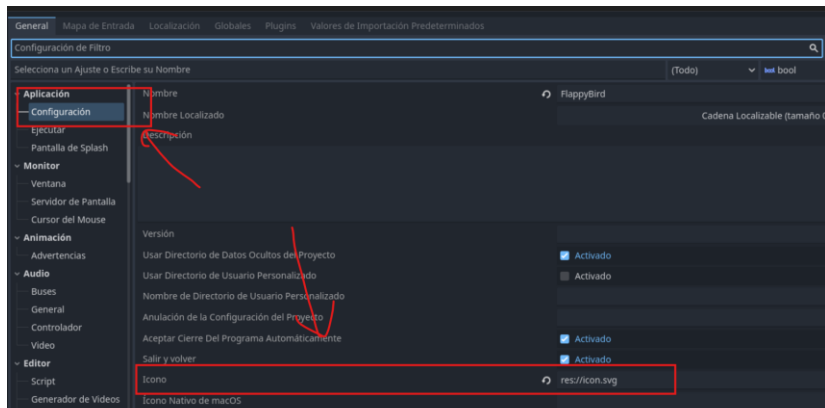 General Mapa de Entrada Localización Globales Plugins Valores de Importación Predeterminados
Configuración de Filtro
Selecciona un Ajuste o Escribe su Nombre (Todo) bool
Aplicación
Configuración
Ejecutar
Pantalla de Splash
Monitor
Ventana
Servidor de Pantalla
Cursor del Mouse
Animación
Advertencias
Audio
Buses
General
Controlador
Video
Editor
Script
Generador de Videos
Nombre FlappyBird
Nombre Localizado Cadena Localizable (tamaño
Descripción
Versión
Usar Directorio de Datos Ocultos del Proyecto Activado
Usar Directorio de Usuario Personalizado Activado
Nombre de Directorio de Usuario Personalizado
Anulación de la Configuración del Proyecto
Aceptar Cierre Del Programa Automáticamente Activado
Salir y volver Activado
Icono res://icon.svg
Ícono Nativo de macOS